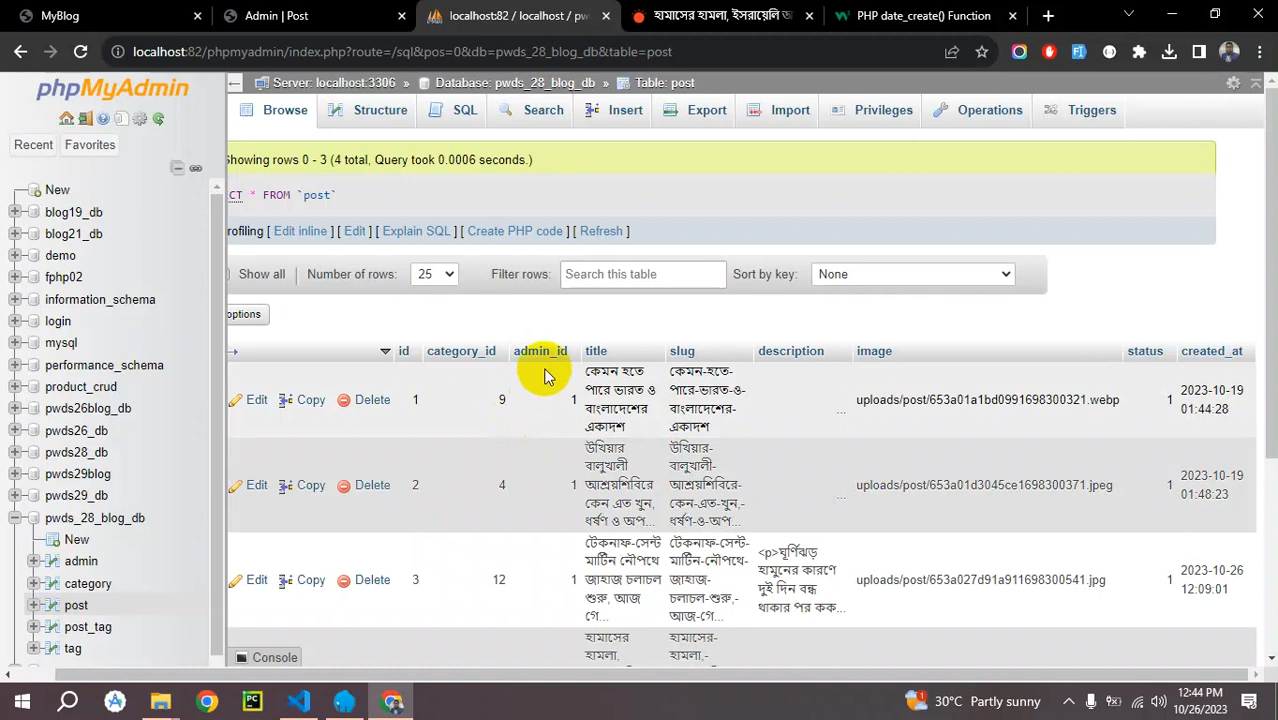 MyBlog
Admin | Post
localhost:82 / localhost / pw
হামাসের হামলা, ইসরায়েলি
PHP date_create() Function
localhost:82/phpmyadmin/index.php?route=/sql&pos=0&db=pwds_28_blog_db&table=post
phpMyAdmin
Server: localhost:3306 » Database: pwds_28_blog_db » Table: post
Browse Structure SQL Search Insert Export Import Privileges Operations Triggers
Recent Favorites
Showing rows 0 - 3 (4 total, Query took 0.0006 seconds.)
CT * FROM `post`
rofiling [ Edit inline ] [ Edit ] [ Explain SQL ] [ Create PHP code ] [ Refresh ]
Show all Number of rows: 25 Filter rows: Search this table Sort by key: None
options
New
blog19_db
blog21_db
demo
fphp02
information_schema
login
mysql
performance_schema
product_crud
pwds26blog_db
pwds26_db
pwds28_db
pwds29blog
pwds29_db
pwds_28_blog_db
New
admin
category
post
post_tag
tag
id category_id admin_id title slug description image status created_at
Edit Copy Delete 1 9 1
কেমন হতে
পারে ভারত ও
বাংলাদেশের
একাদশ
কেমন-হতে-
পারে-ভারত-ও-
বাংলাদেশের-
একাদশ
...
uploads/post/653a01a1bd0991698300321.webp
1
2023-10-19
01:44:28
Edit Copy Delete 2 4 1
উখিয়ার
বালুখালী
আশ্রয়শিবিরে
কেন এত খুন,
ধর্ষণ ও অপ...
উখিয়ার-
বালুখালী-
আশ্রয়শিবিরে-
কেন-এত-খুন,-
ধর্ষণ-ও-অপ...
...
uploads/post/653a01d3045ce1698300371.jpeg
1
2023-10-19
01:48:23
Edit Copy Delete 3 12 1
টেকনাফ-সেন্ট
মার্টিন নৌপথে
জাহাজ চলাচল
শুরু, আজ
গে...
টেকনাফ-সেন্ট-
মার্টিন-নৌপথে-
জাহাজ-
চলাচল-
শুরু,-
আজ-গে...
<p>ঘূর্ণিঝড়
হামুনের কারণে
দুই দিন বন্ধ
থাকার পর কক...
uploads/post/653a027d91a911698300541.jpg
1
2023-10-26
12:09:01
হামাসের
হামলা,
হামাসের-
হামলা,-
Console
30°C Partly sunny
12:44 PM
10/26/2023